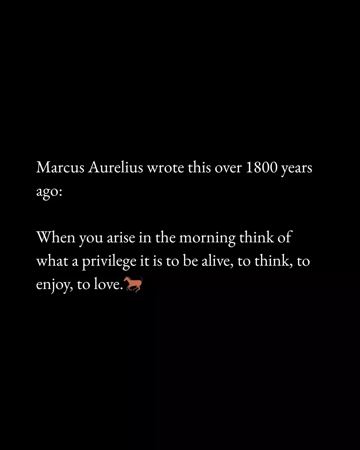 Marcus Aurelius wrote this over 1800 years
ago:
When you arise in the morning think of
what a privilege it is to be alive, to think, to
enjoy, to love.🐎